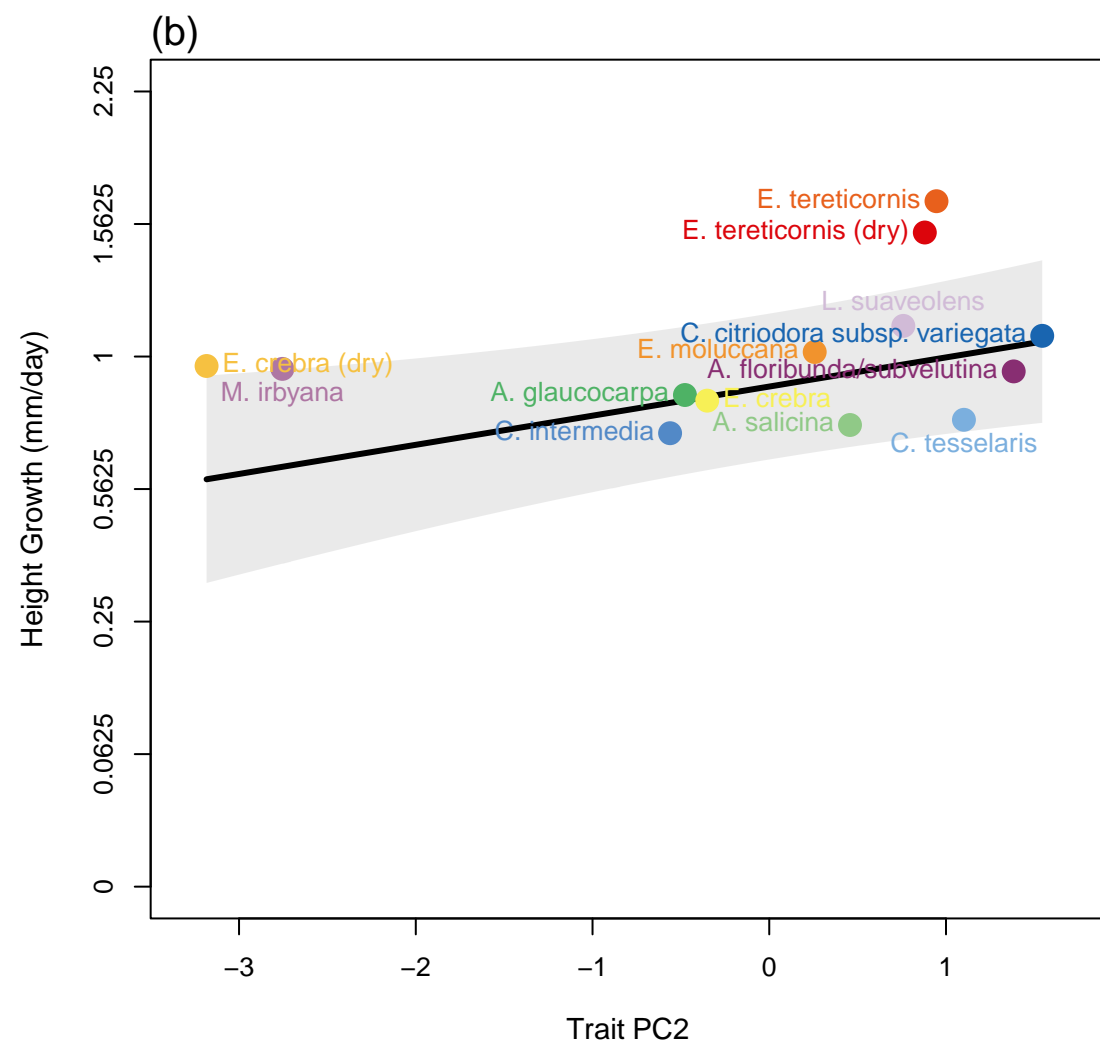 (b)
2.25
1.5625
1
0.5625
0.25
0.0625
0
Height Growth (mm/day)
E. tereticornis
E. tereticornis (dry)
L. suaveolens
C. citriodora subsp. variegata
E. moluccana
E. crebra (dry)
A. floribunda/subvelutina
M. irbyana
A. glaucocarpa
E. crebra
A. salicina
C. intermedia
C. tesselaris
−3
−2
−1
0
1
Trait PC2